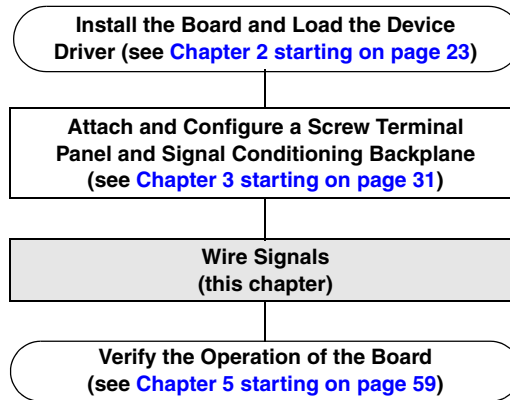 Install the Board and Load the Device
Driver (see Chapter 2 starting on page 23)
Attach and Configure a Screw Terminal
Panel and Signal Conditioning Backplane
(see Chapter 3 starting on page 31)
Wire Signals
(this chapter)
Verify the Operation of the Board
(see Chapter 5 starting on page 59)